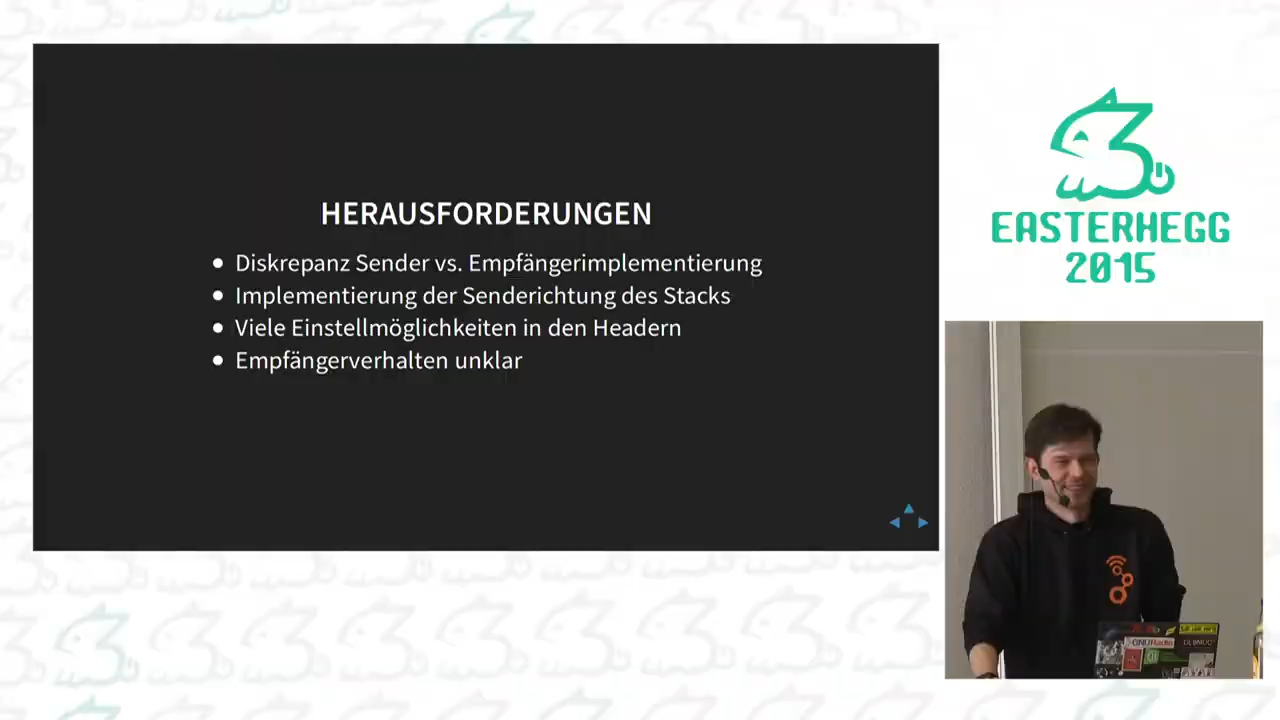 HERAUSFORDERUNGEN
Diskrepanz Sender vs. Empfängerimplementierung
Implementierung der Senderichtung des Stacks
Viele Einstellmöglichkeiten in den Headern
Empfängerverhalten unklar
EASTERHEGG
2015
GNURadio